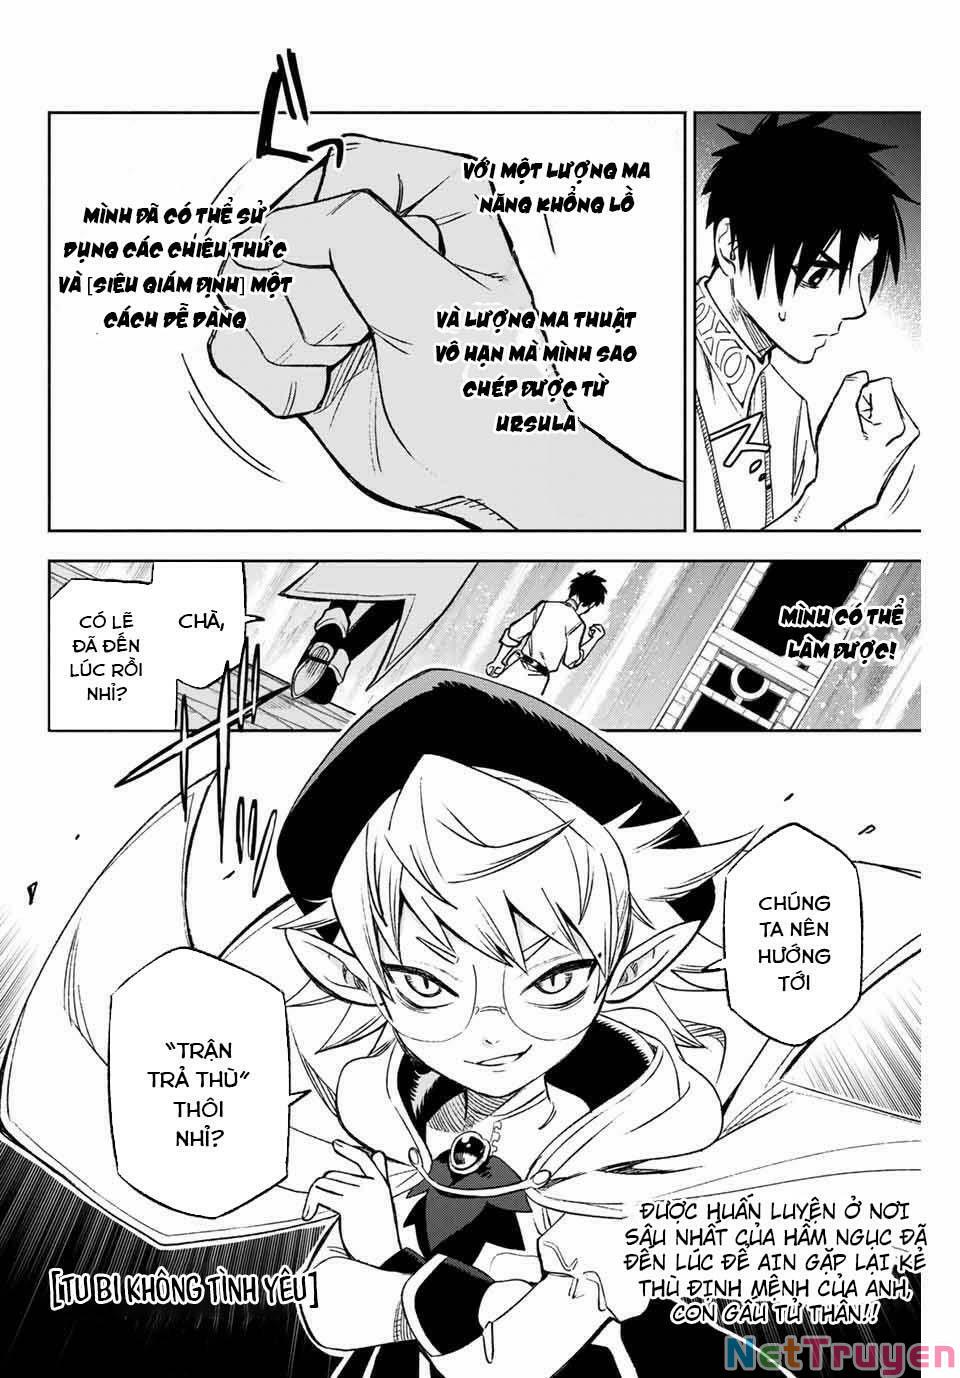 VỚI MỘT LƯỢNG MA
NĂNG KHỔNG LỒ
MÌNH ĐÃ CÓ THỂ SỬ
DỤNG CÁC CHIÊU THỨC
VÀ [SIÊU GIÁM ĐỊNH] MỘT
CÁCH DỄ DÀNG
VÀ LƯỢNG MA THUẬT
VÔ HẠN MÀ MÌNH SAO
CHÉP ĐƯỢC TỪ
URSULA
MÌNH CÓ THỂ
LÀM ĐƯỢC!
CHÀ,
CÓ LẼ
ĐÃ ĐẾN
LÚC RỒI
NHỈ?
CHÚNG
TA NÊN
HƯỚNG
TỚI
“TRẬN
TRẢ THÙ”
THÔI
NHỈ?
ĐƯỢC HUẤN LUYỆN Ở NƠI
SÂU NHẤT CỦA HẦM NGỤC ĐÃ
ĐẾN LÚC ĐỂ AIN GẶP LẠI KẺ
THÙ ĐỊNH MỆNH CỦA ANH,
CON GẤU TỬ THẦN!!
[TU BI KHÔNG TÌNH YÊU]
NetTruyen